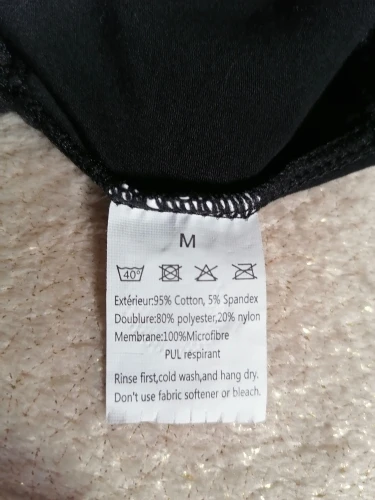 M
40°
Extérieur:95% Cotton, 5% Spandex
Doublure:80% polyester,20% nylon
Membrane:100%Microfibre
PUL respirant
Rinse first,cold wash,and hang dry.
Don't use fabric softener or bleach.